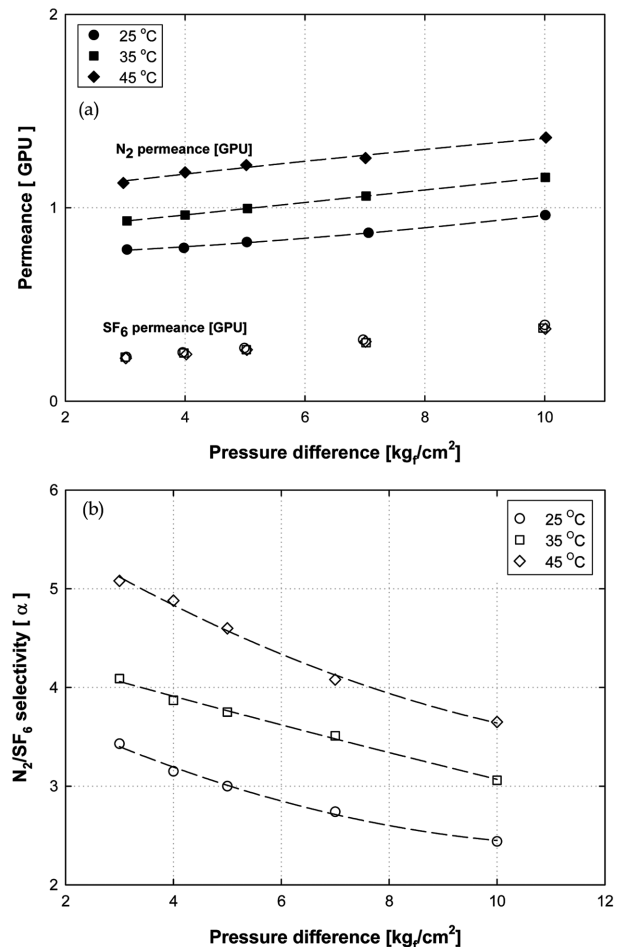 2
25 °C
35 °C
45 °C
(a)
N2 permeance [GPU]
Permeance [ GPU]
1
SF6 permeance [GPU]
0
2 4 6 8 10
Pressure difference [kgf/cm²]
6
(b)
25 °C
35 °C
45 °C
5
N2/SF6 selectivity [ α ]
4
3
2
2 4 6 8 10 12
Pressure difference [kgf/cm²]